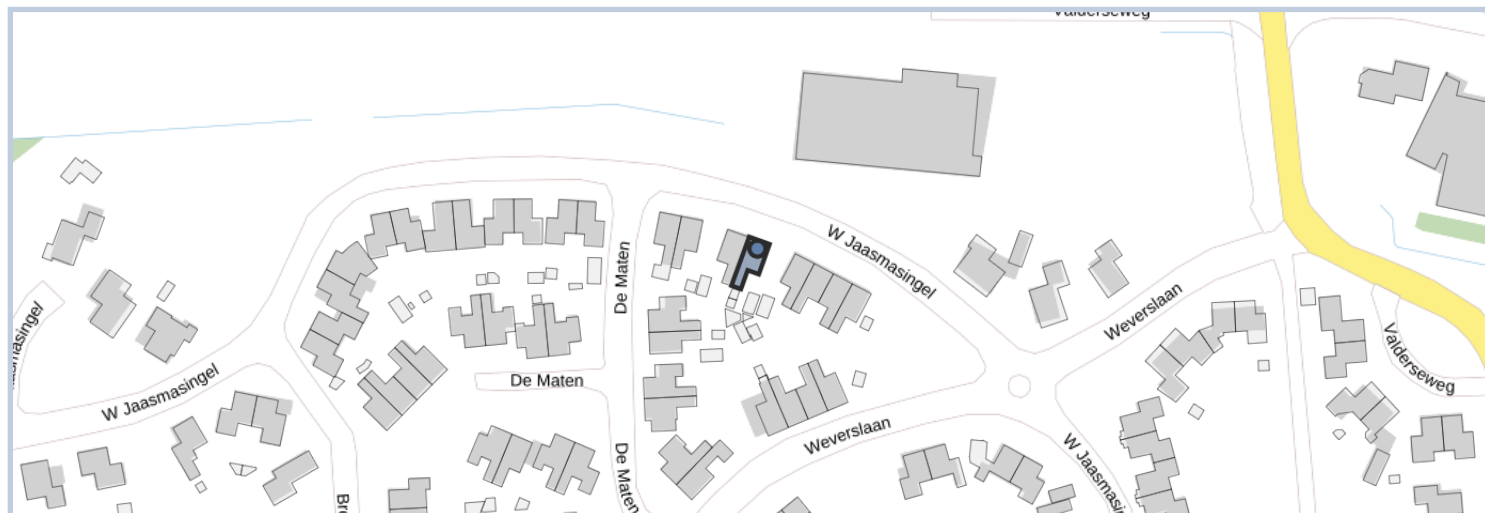 Valderseweg
W Jaasmasingel
De Maten
W Jaasmasingel
Weverslaan
Valderseweg
De Maten
Weverslaan
W Jaasmasingel
De Maten